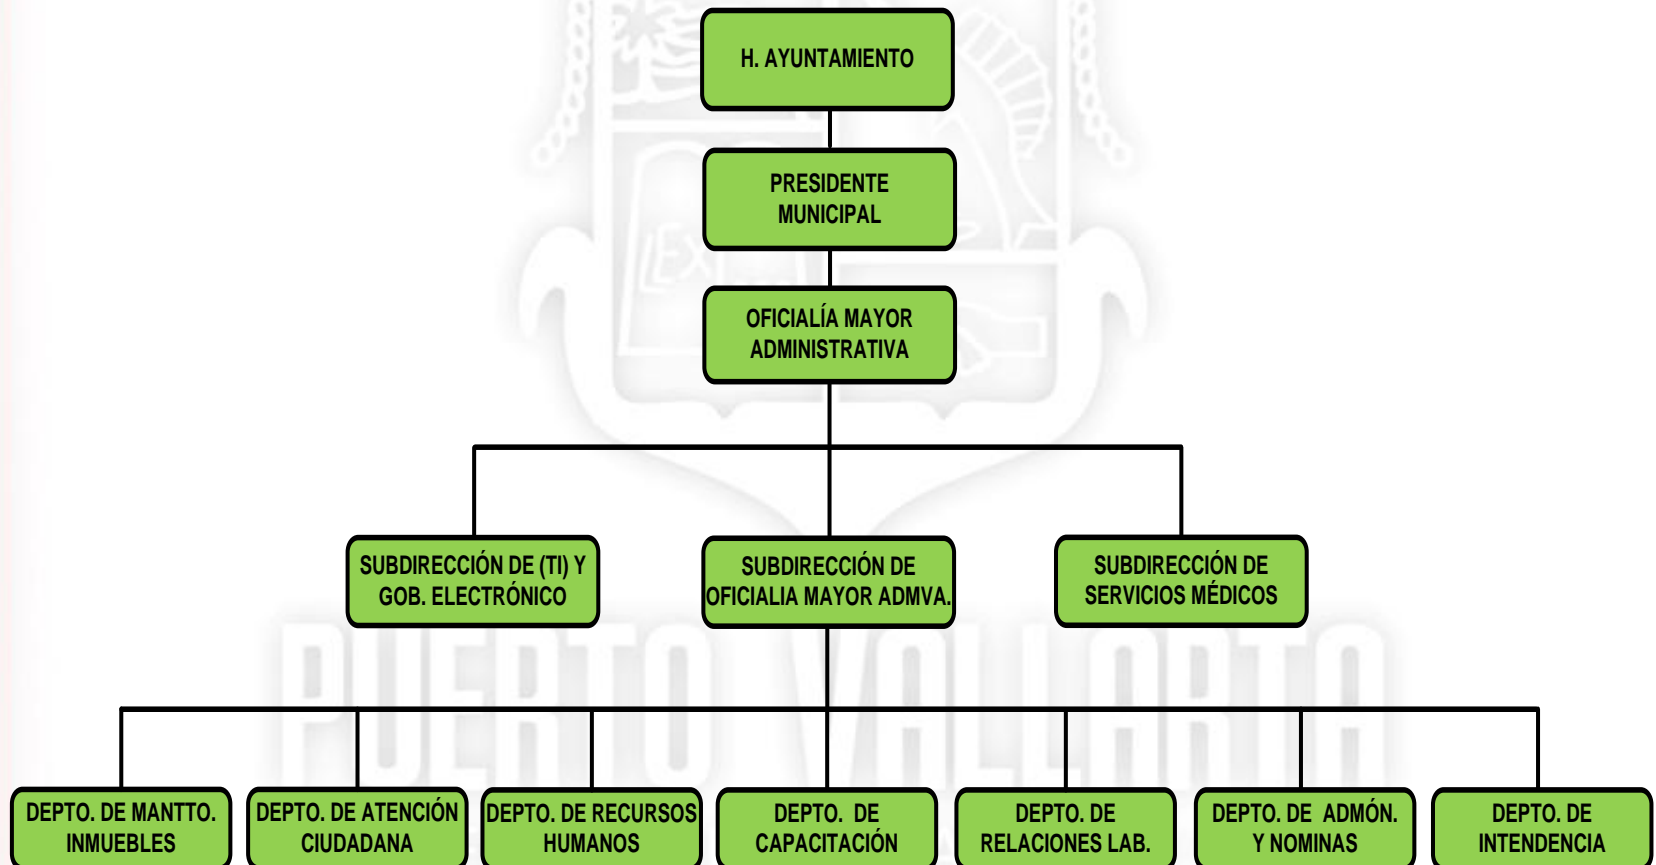 H. AYUNTAMIENTO
PRESIDENTE
MUNICIPAL
LEX
OFICIALÍA MAYOR
ADMINISTRATIVA
SUBDIRECCIÓN DE (TI) Y
GOB. ELECTRÓNICO
SUBDIRECCIÓN DE
OFICIALIA MAYOR ADMVA.
SUBDIRECCIÓN DE
SERVICIOS MÉDICOS
PUERTO VALLARTA
DEPTO. DE MANTTO.
INMUEBLES
DEPTO. DE ATENCIÓN
CIUDADANA
DEPTO. DE RECURSOS
HUMANOS
DEPTO. DE
CAPACITACIÓN
DEPTO. DE
RELACIONES LAB.
DEPTO. DE ADMÓN.
Y NOMINAS
DEPTO. DE
INTENDENCIA